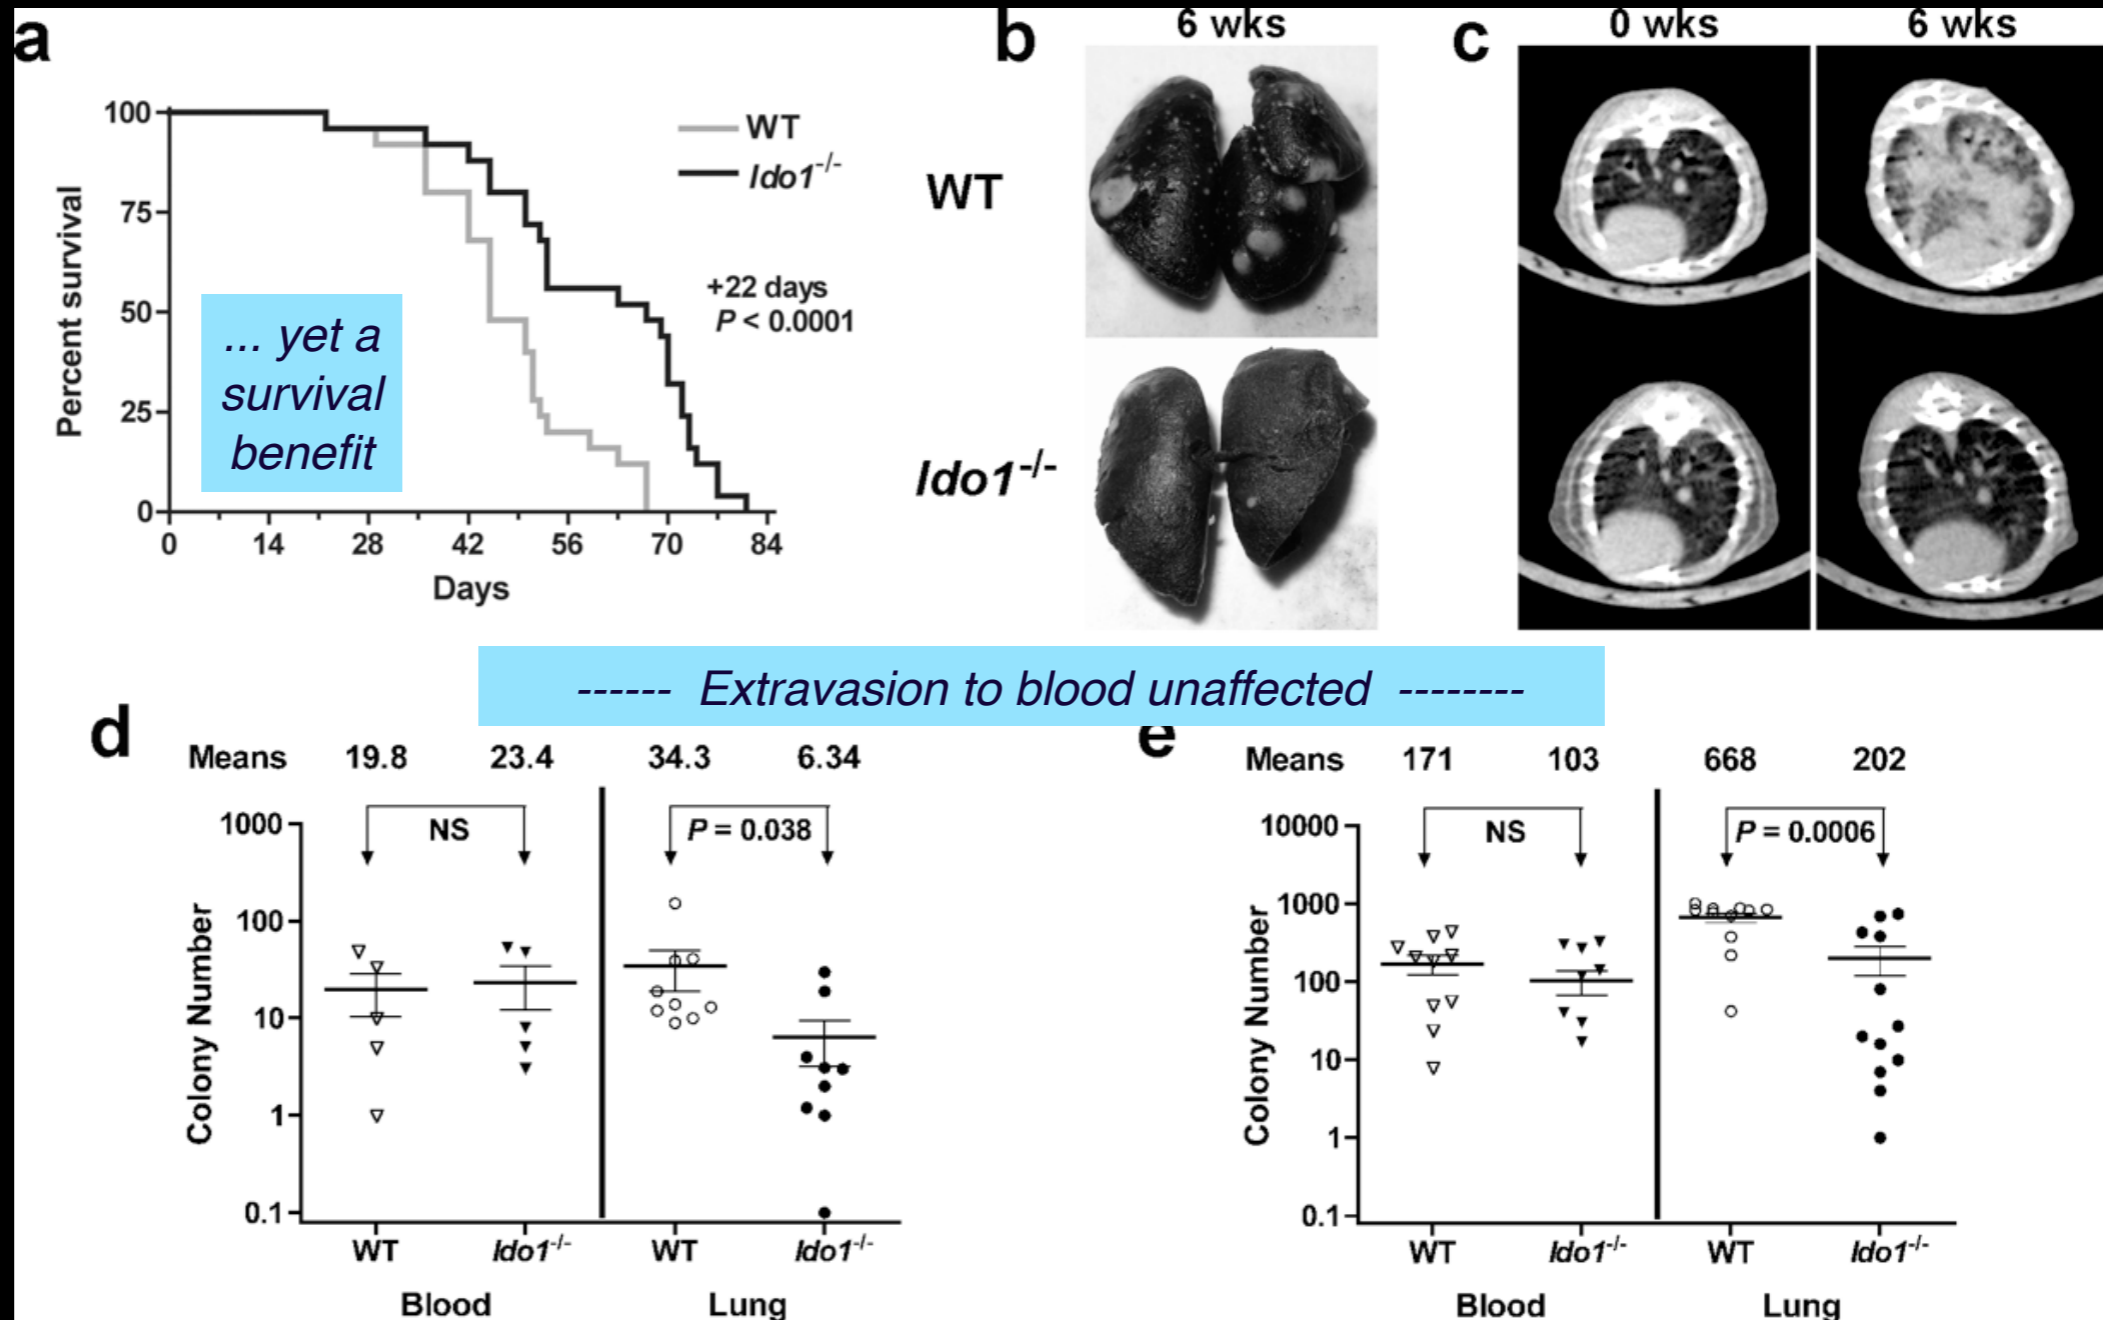 a
100
75
50
25
0
Percent survival
0 14 28 42 56 70 84
Days
WT
Ido1-/-
+22 days
P < 0.0001
... yet a
survival
benefit
b
6 wks
WT
Ido1-/-
c
0 wks 6 wks
------ Extravasion to blood unaffected --------
d
Means 19.8 23.4 34.3 6.34
NS
P = 0.038
1000
100
10
1
0.1
Colony Number
WT Ido1-/- WT Ido1-/-
Blood Lung
e
Means 171 103 668 202
NS
P = 0.0006
10000
1000
100
10
1
0.1
Colony Number
WT Ido1-/- WT Ido1-/-
Blood Lung